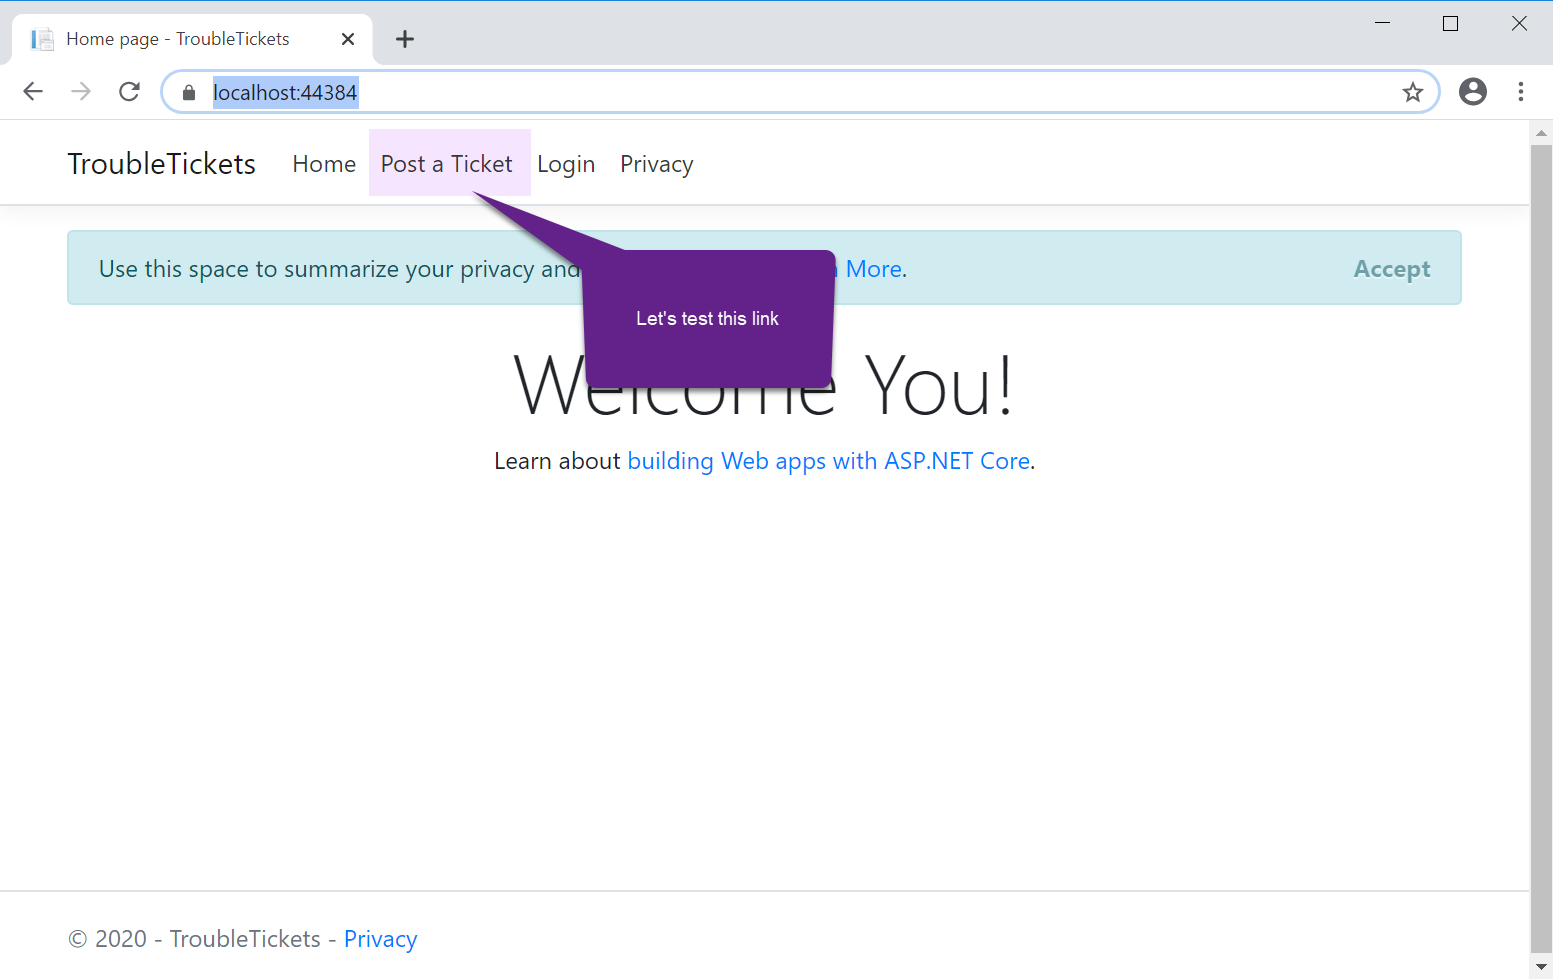 Home page - TroubleTickets
localhost:44384
TroubleTickets Home Post a Ticket Login Privacy
Use this space to summarize your privacy and More. Accept
Let's test this link
Welcome You!
Learn about building Web apps with ASP.NET Core.
© 2020 - TroubleTickets - Privacy